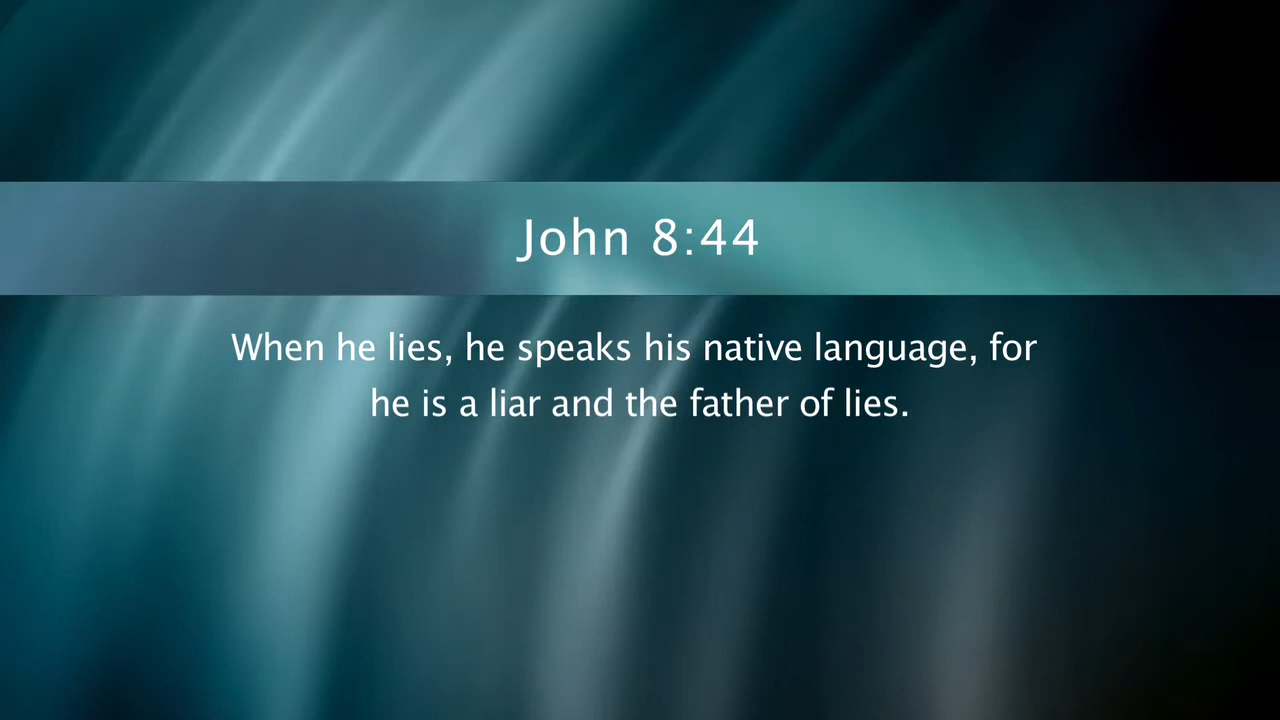 John 8:44
When he lies, he speaks his native language, for
he is a liar and the father of lies.